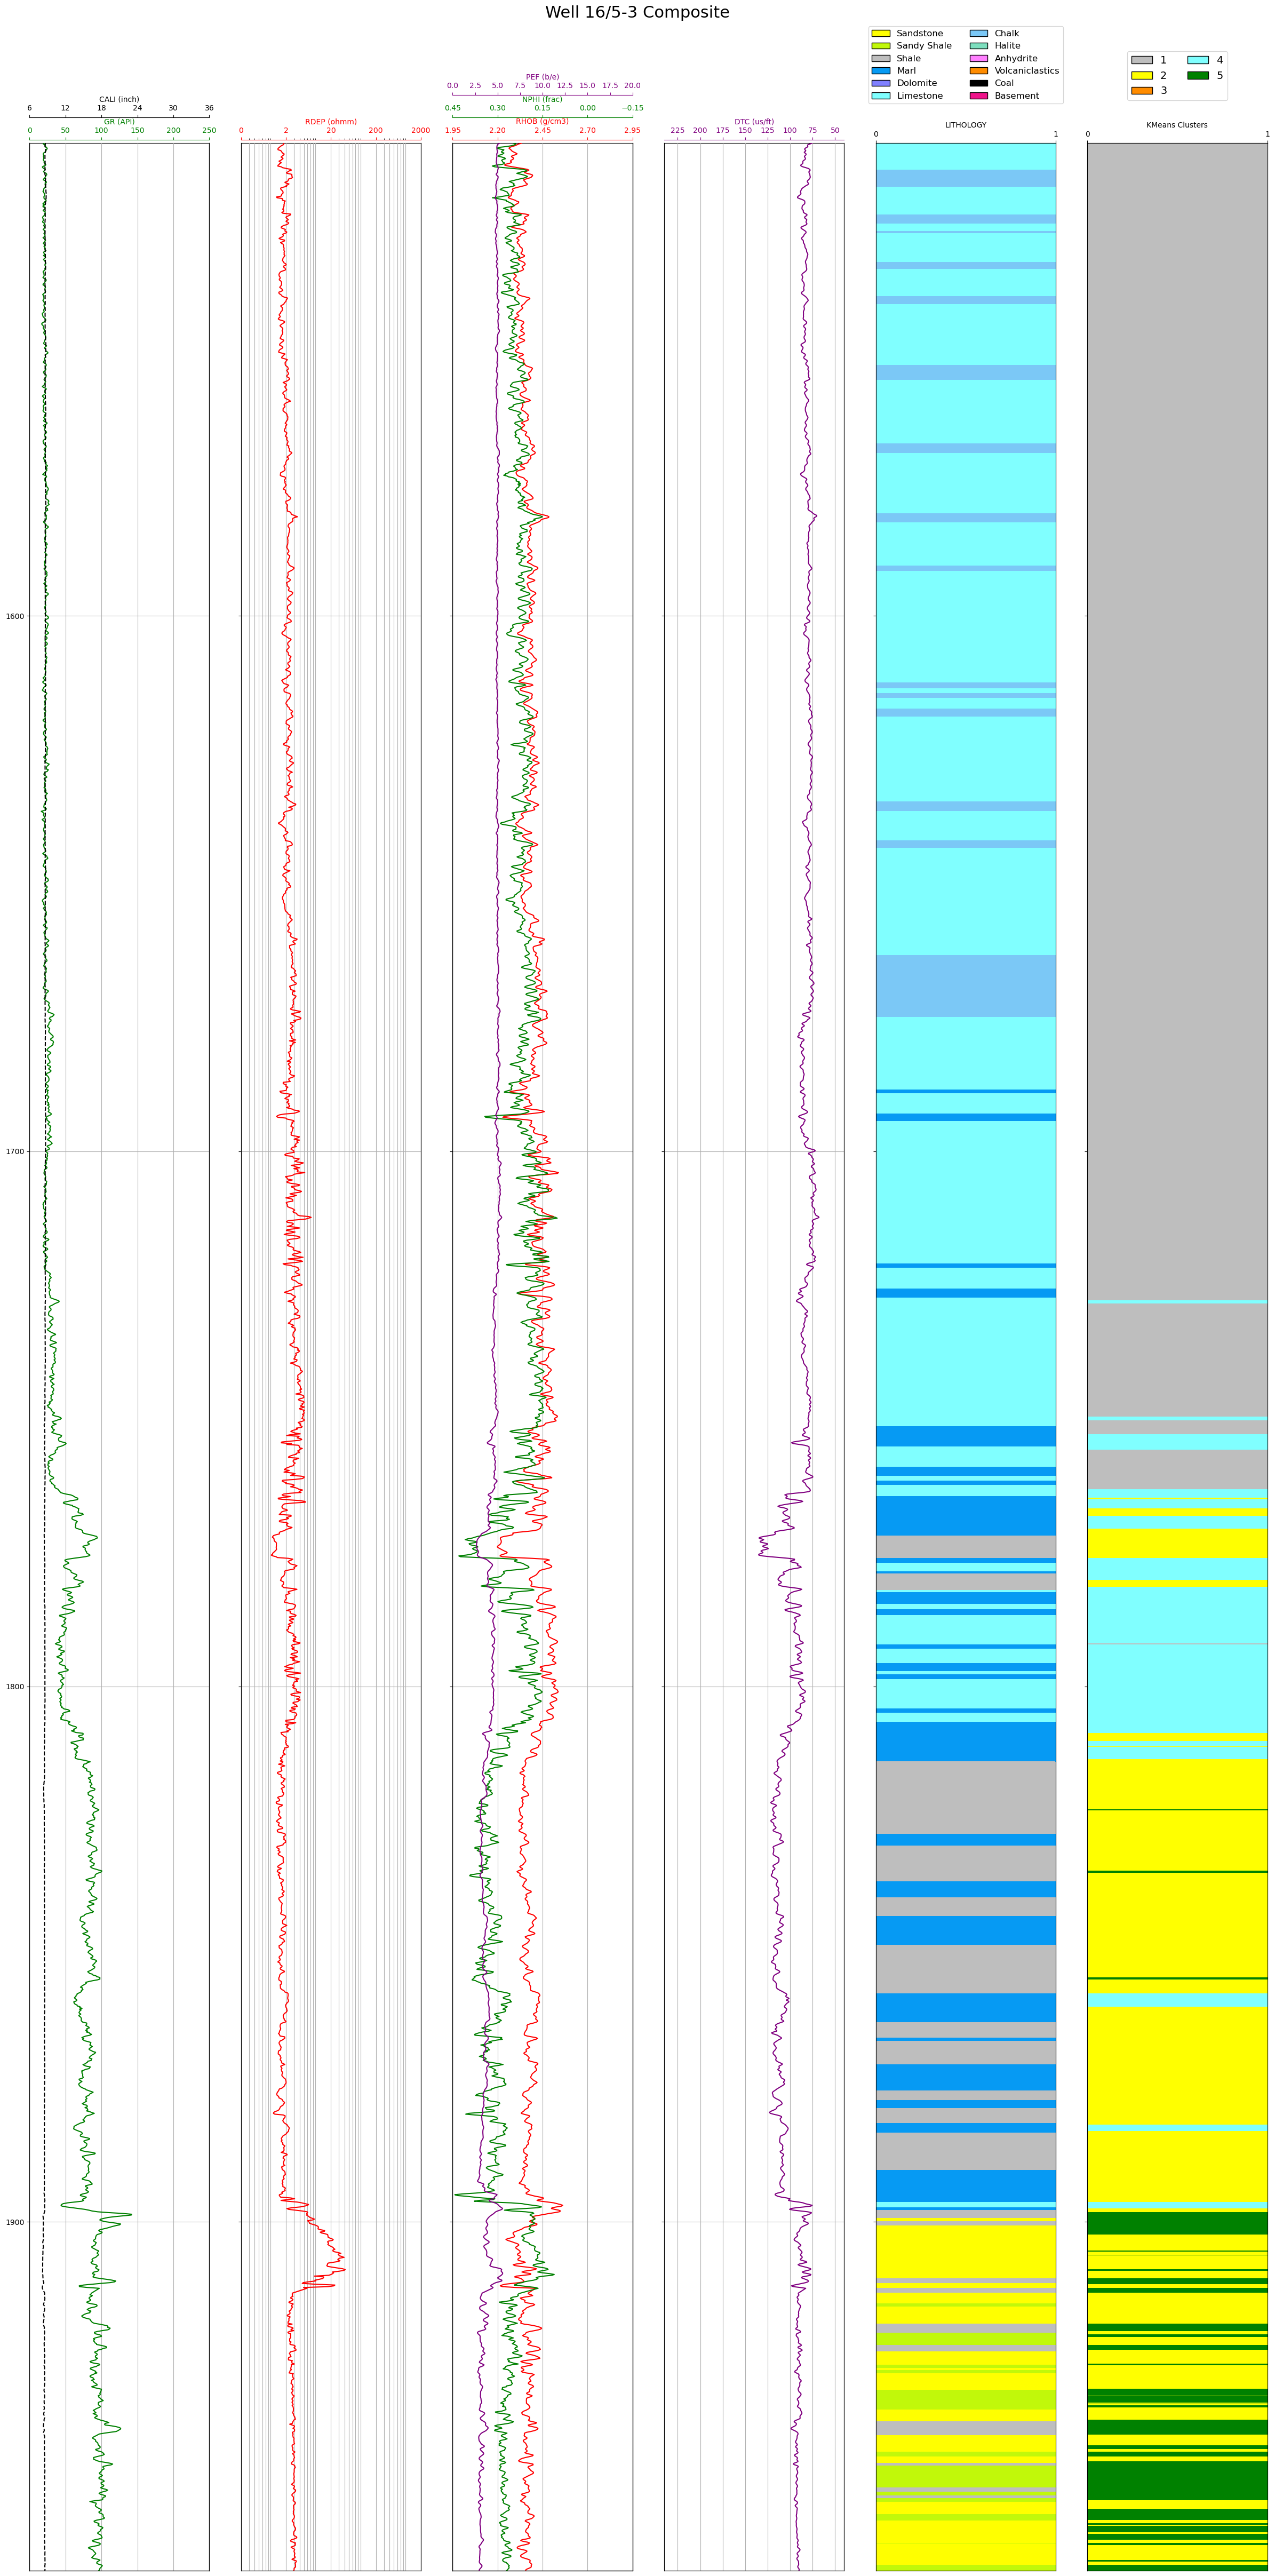 Well 16/5-3 Composite
Sandstone
Sandy Shale
Shale
Marl
Dolomite
Limestone
Chalk
Halite
Anhydrite
Volcaniclastics
Coal
Basement
1
2
3
4
5
CALI (inch)
6 12 18 24 30 36
GR (API)
0 50 100 150 200 250
RDEP (ohmm)
0 2 20 200 2000
PEF (b/e)
0.0 2.5 5.0 7.5 10.0 12.5 15.0 17.5 20.0
NPHI (frac)
0.45 0.30 0.15 0.00 −0.15
RHOB (g/cm3)
1.95 2.20 2.45 2.70 2.95
DTC (us/ft)
225 200 175 150 125 100 75 50
LITHOLOGY
0 1
KMeans Clusters
0 1
1600
1700
1800
1900